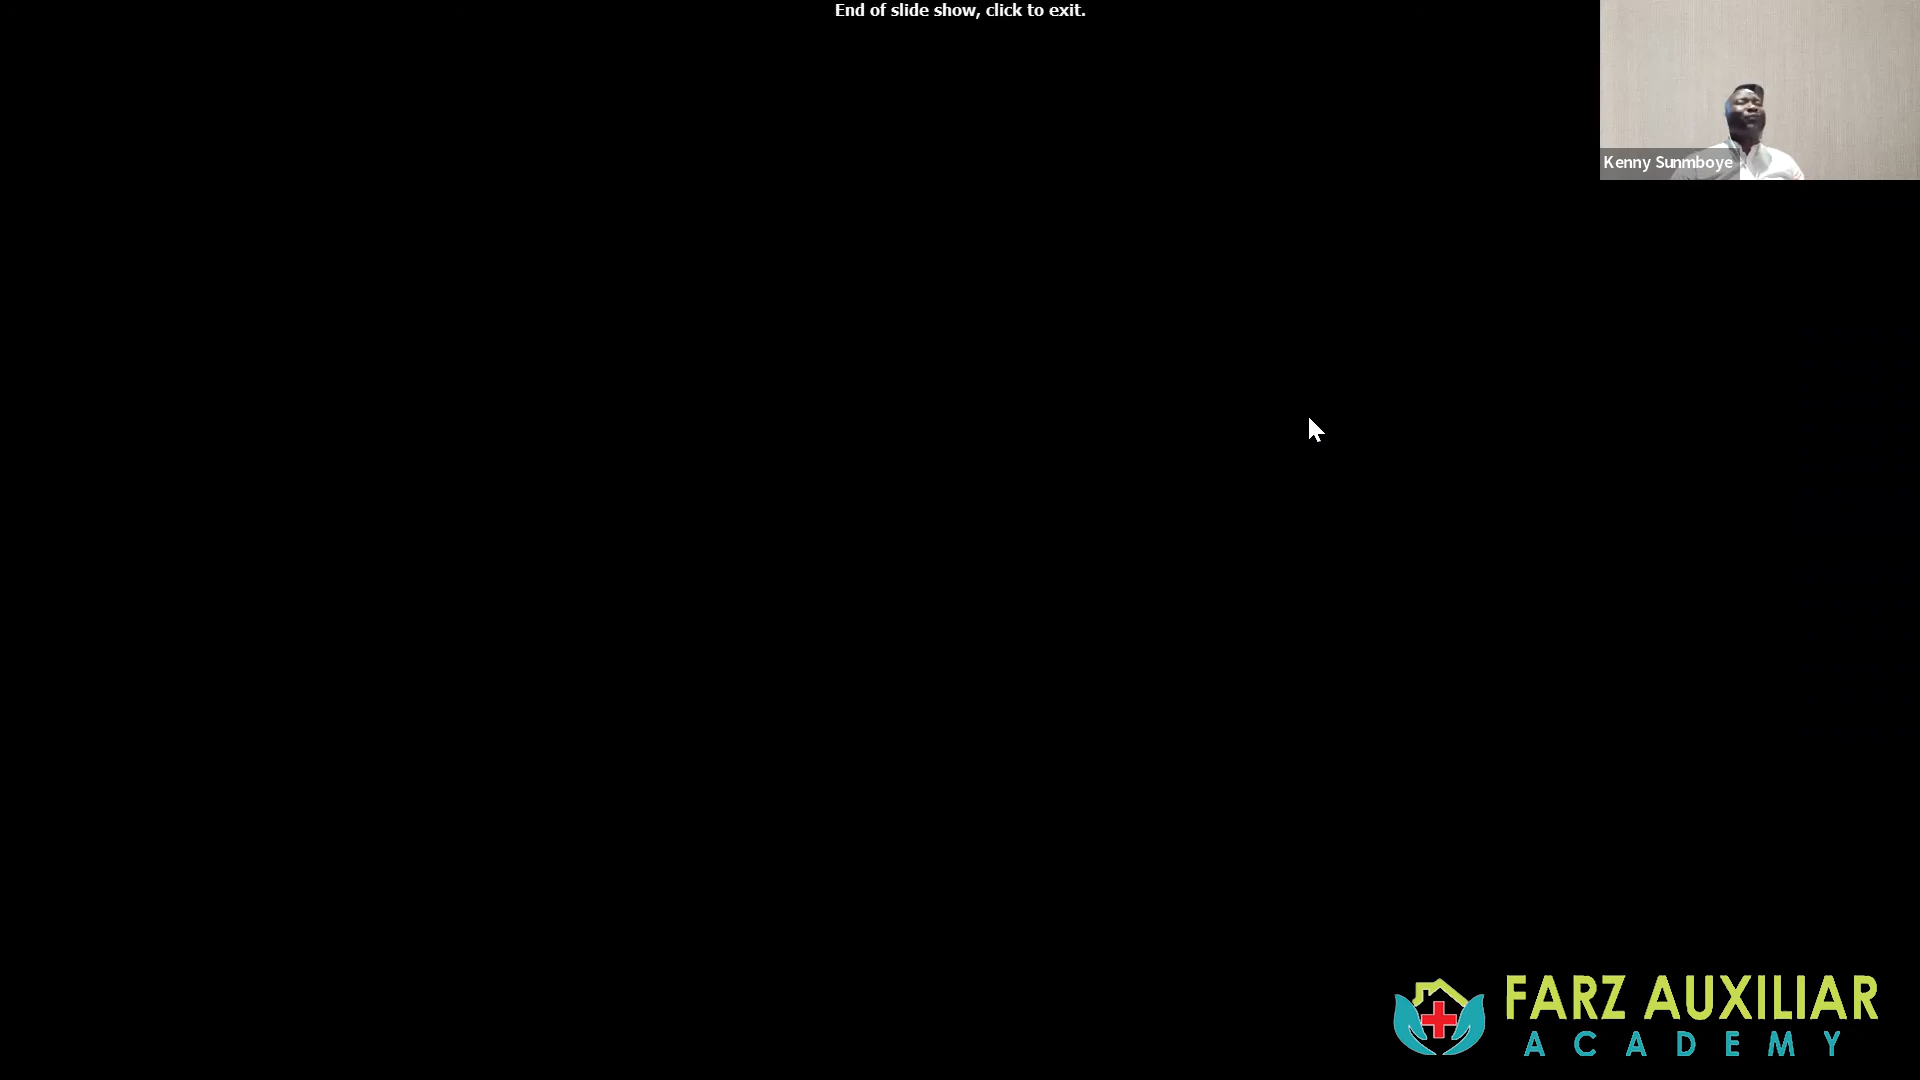 End of slide show, click to exit.
Kenny Sunmboye
FARZ AUXILIAR
ACADEMY